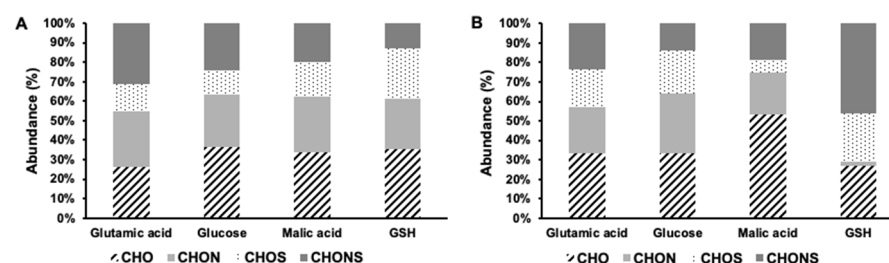 A
100%
90%
80%
70%
60%
50%
40%
30%
20%
10%
0%
Abundance (%)
Glutamic acid Glucose Malic acid GSH
CHO CHON CHOS CHONS
B
100%
90%
80%
70%
60%
50%
40%
30%
20%
10%
0%
Abundance (%)
Glutamic acid Glucose Malic acid GSH
CHO CHON CHOS CHONS